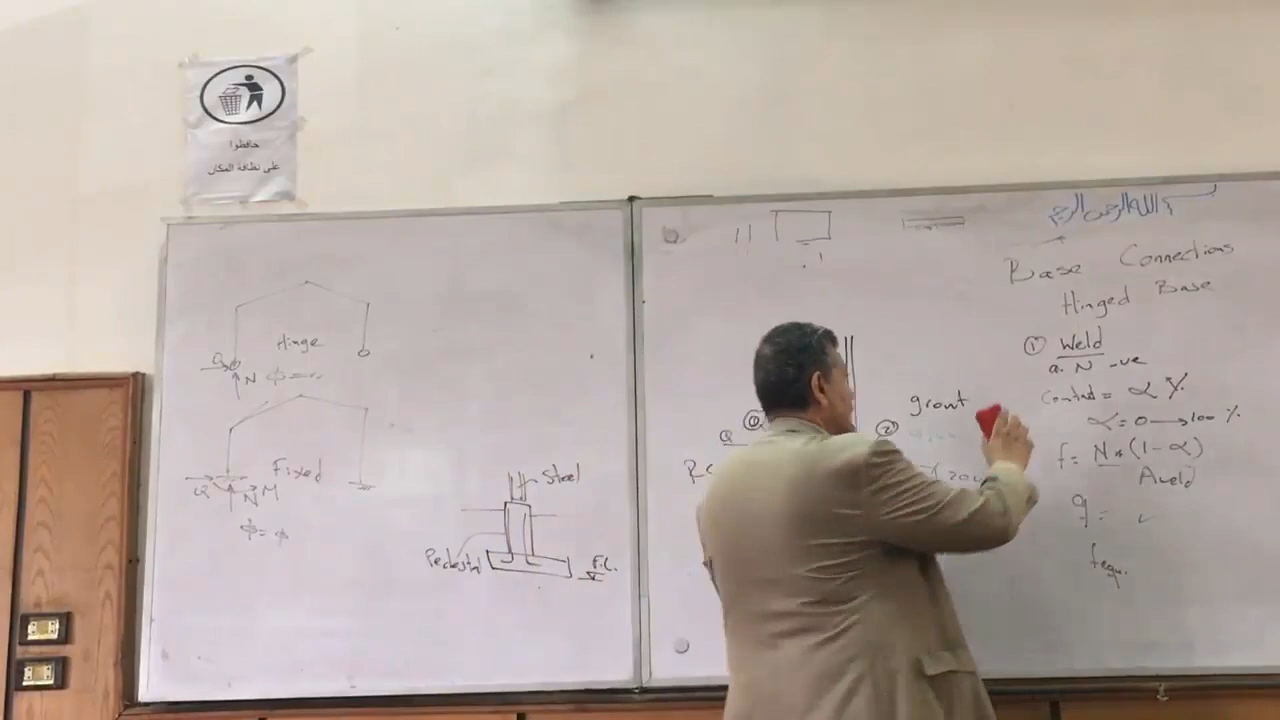 حافظوا
على نظافة المكان
Hinge
N
Fixed
N M
Steel
Pedestal
F.C.
بسم الله الرحمن الرحيم
Base Connections
Hinged Base
① Weld
a. N -ve
α %
α = 0 → 100 %
f = N * (1 - α)
Aweld
q = ✓
fequ.
grout
②
Q